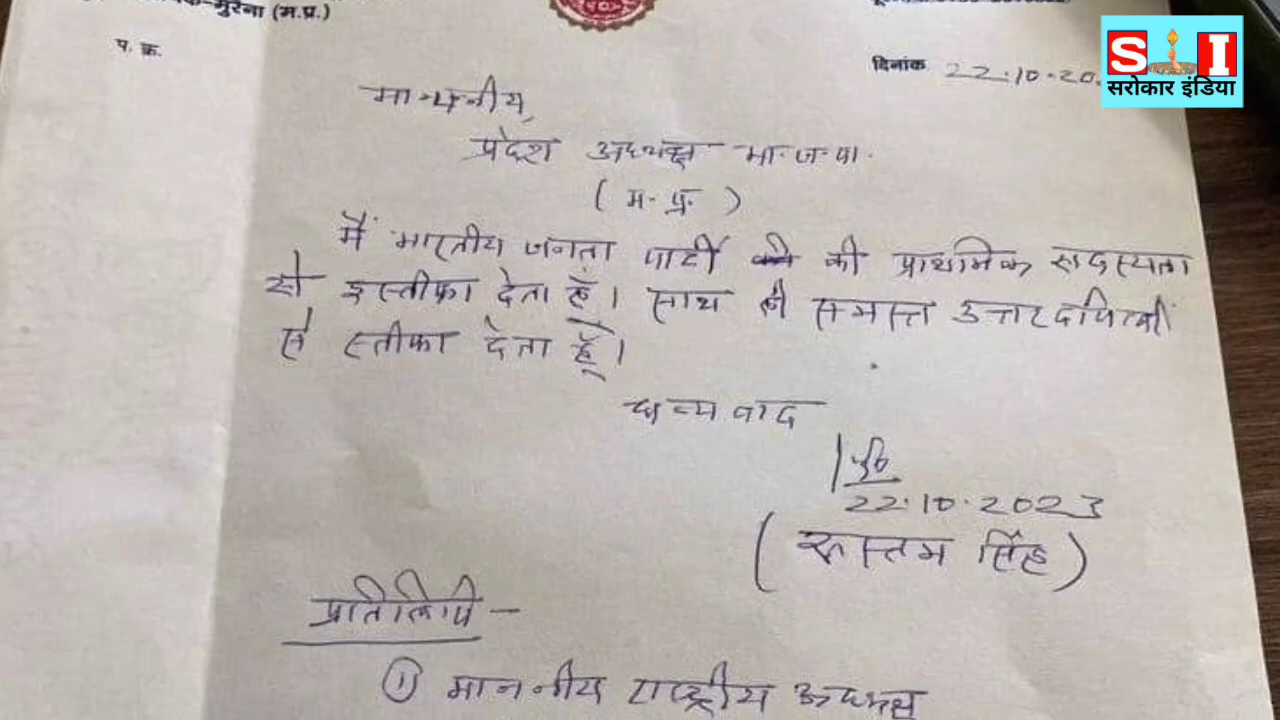 मुरैना (म.प्र.)
प. क्र.
दिनांक 22.10.20
S I
सरोकार इंडिया
माननीय,
प्रदेश अध्यक्ष भा.ज.पा.
(म. प्र.)
मैं भारतीय जनता पार्टी की प्राथमिक सदस्यता
से इस्तीफा देता हूँ। साथ ही समस्त उत्तरदायित्वों
से स्तीफा देता हूँ।
धन्यवाद
22.10.2023
(रूस्तम सिंह)
प्रतिलिपि –
① माननीय राष्ट्रीय अध्यक्ष